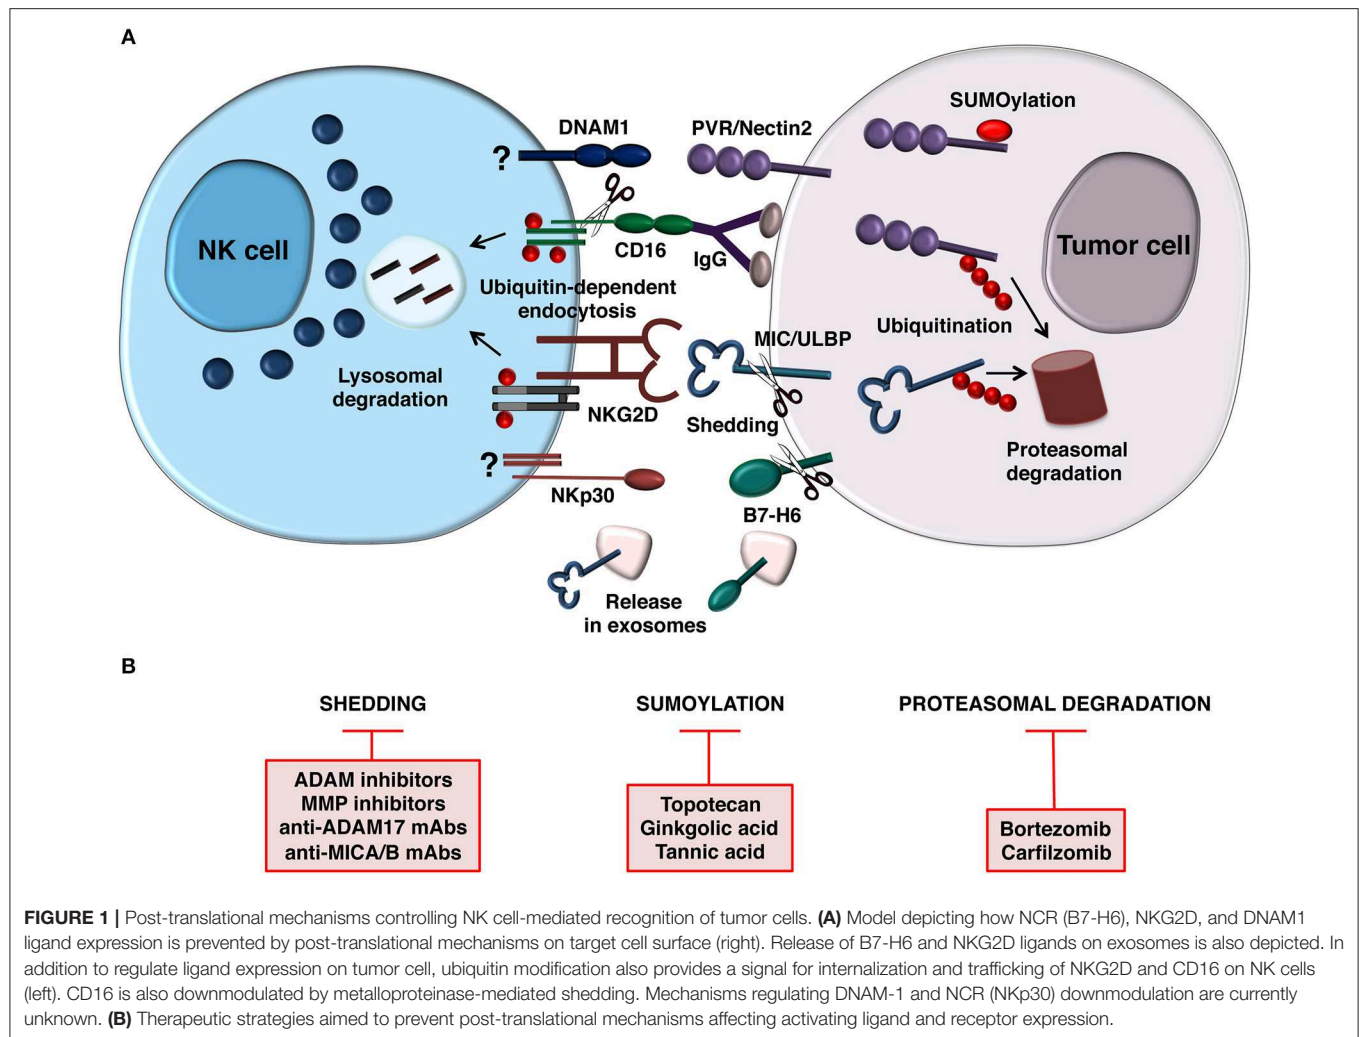 A
SUMOylation
DNAM1
PVR/Nectin2
?
NK cell
CD16
IgG
Tumor cell
Ubiquitin-dependent
endocytosis
Ubiquitination
MIC/ULBP
Lysosomal
degradation
NKG2D
Shedding
Proteasomal
degradation
?
NKp30
B7-H6
Release
in exosomes
B
SHEDDING
ADAM inhibitors
MMP inhibitors
anti-ADAM17 mAbs
anti-MICA/B mAbs
SUMOYLATION
Topotecan
Ginkgolic acid
Tannic acid
PROTEASOMAL DEGRADATION
Bortezomib
Carfilzomib
FIGURE 1 | Post-translational mechanisms controlling NK cell-mediated recognition of tumor cells. (A) Model depicting how NCR (B7-H6), NKG2D, and DNAM1
ligand expression is prevented by post-translational mechanisms on target cell surface (right). Release of B7-H6 and NKG2D ligands on exosomes is also depicted. In
addition to regulate ligand expression on tumor cell, ubiquitin modification also provides a signal for internalization and trafficking of NKG2D and CD16 on NK cells
(left). CD16 is also downmodulated by metalloproteinase-mediated shedding. Mechanisms regulating DNAM-1 and NCR (NKp30) downmodulation are currently
unknown. (B) Therapeutic strategies aimed to prevent post-translational mechanisms affecting activating ligand and receptor expression.